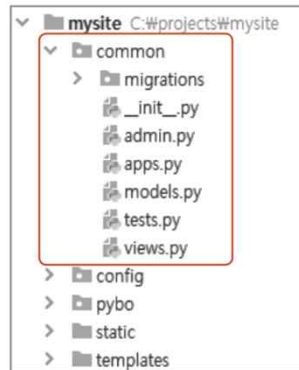 mysite C:₩projects₩mysite
common
migrations
__init__.py
admin.py
apps.py
models.py
tests.py
views.py
config
pybo
static
templates